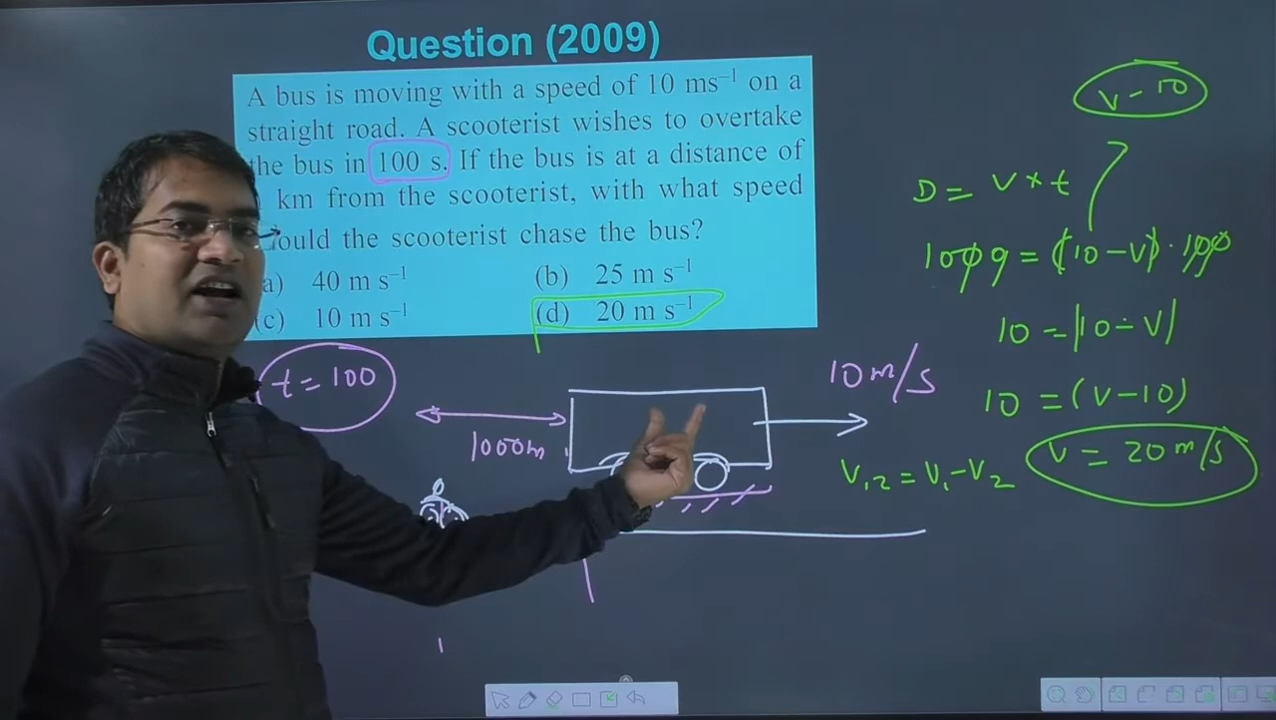 Question (2009)
A bus is moving with a speed of 10 ms⁻¹ on a
straight road. A scooterist wishes to overtake
the bus in 100 s. If the bus is at a distance of
km from the scooterist, with what speed
ould the scooterist chase the bus?
a) 40 m s⁻¹ (b) 25 m s⁻¹
(c) 10 m s⁻¹ (d) 20 m s⁻¹
t = 100
1000m
10 m/s
V₁₂ = V₁ - V₂
V - 10
D = V × t
1000 = (10 - V) · 100
10 = |10 - V|
10 = (V - 10)
V = 20 m/s